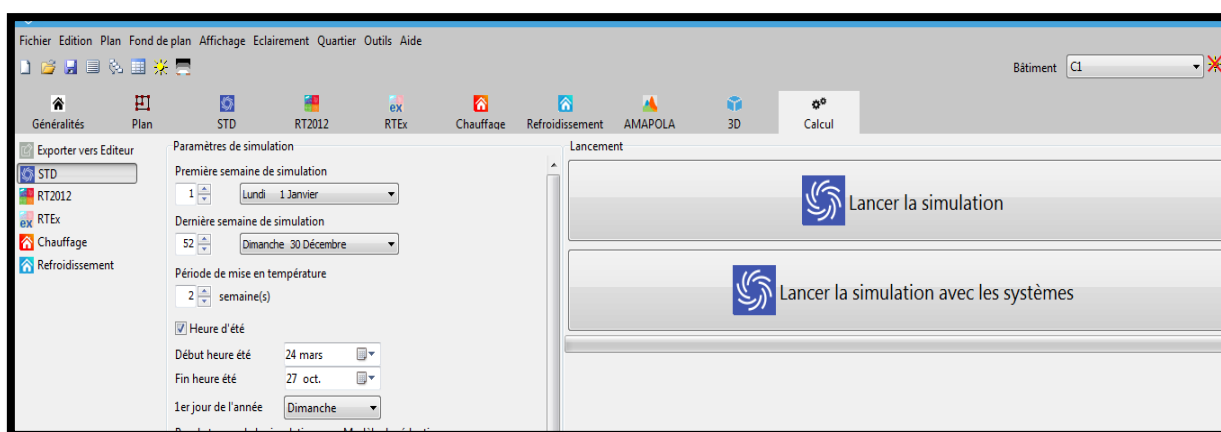 Fichier Edition Plan Fond de plan Affichage Eclairement Quartier Outils Aide
Bâtiment C1
Généralités Plan STD RT2012 RTEx Chauffage Refroidissement AMAPOLA 3D Calcul
Exporter vers Editeur
STD
RT2012
ex RTEx
Chauffage
Refroidissement
Paramètres de simulation
Première semaine de simulation
1 Lundi 1 Janvier
Dernière semaine de simulation
52 Dimanche 30 Décembre
Période de mise en température
2 semaine(s)
Heure d'été
Début heure été 24 mars
Fin heure été 27 oct.
1er jour de l'année Dimanche
Lancement
Lancer la simulation
Lancer la simulation avec les systèmes